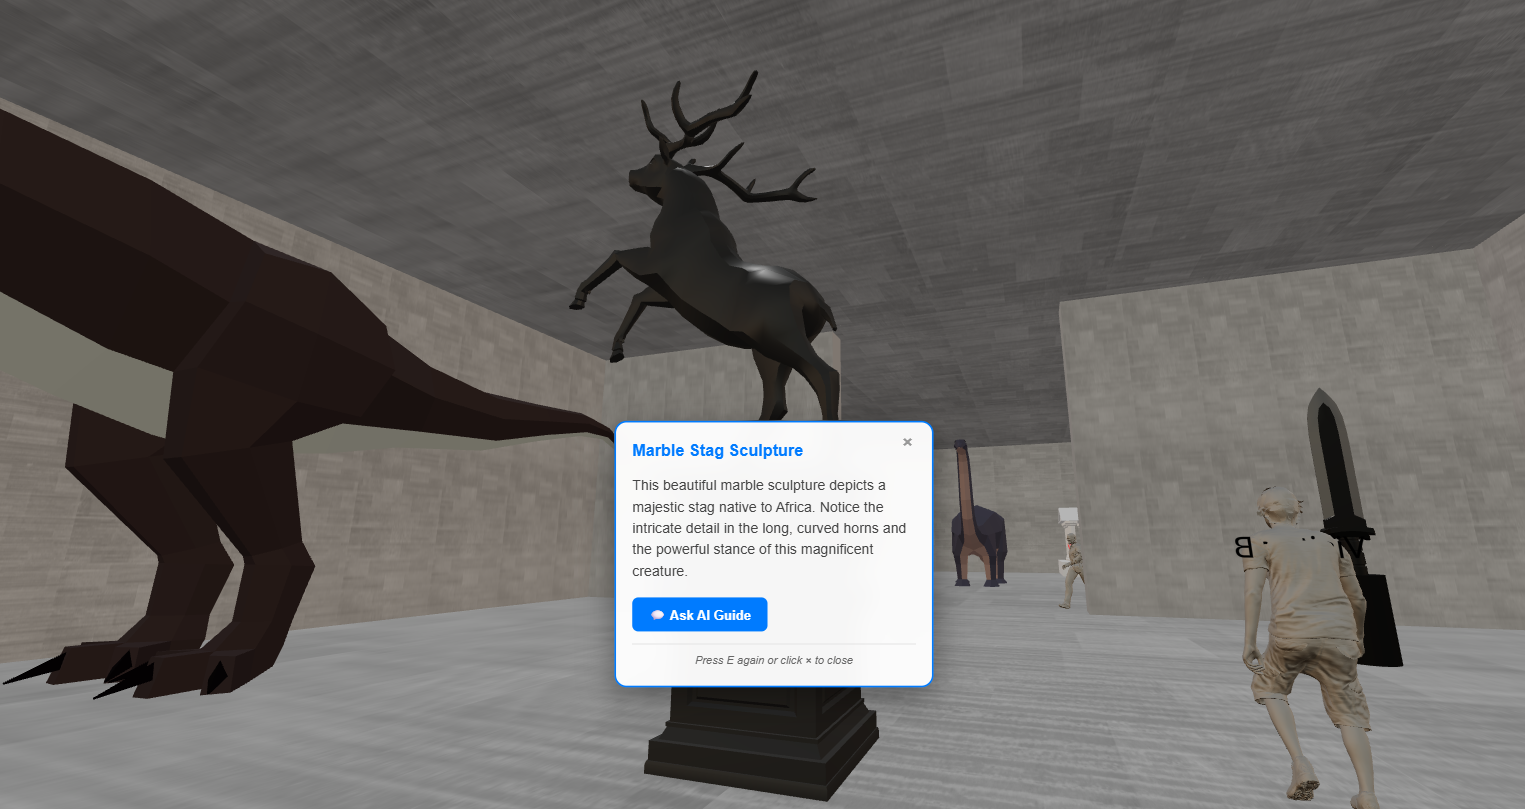 Marble Stag Sculpture
×
This beautiful marble sculpture depicts a
majestic stag native to Africa. Notice the
intricate detail in the long, curved horns and
the powerful stance of this magnificent
creature.
💬 Ask AI Guide
Press E again or click × to close